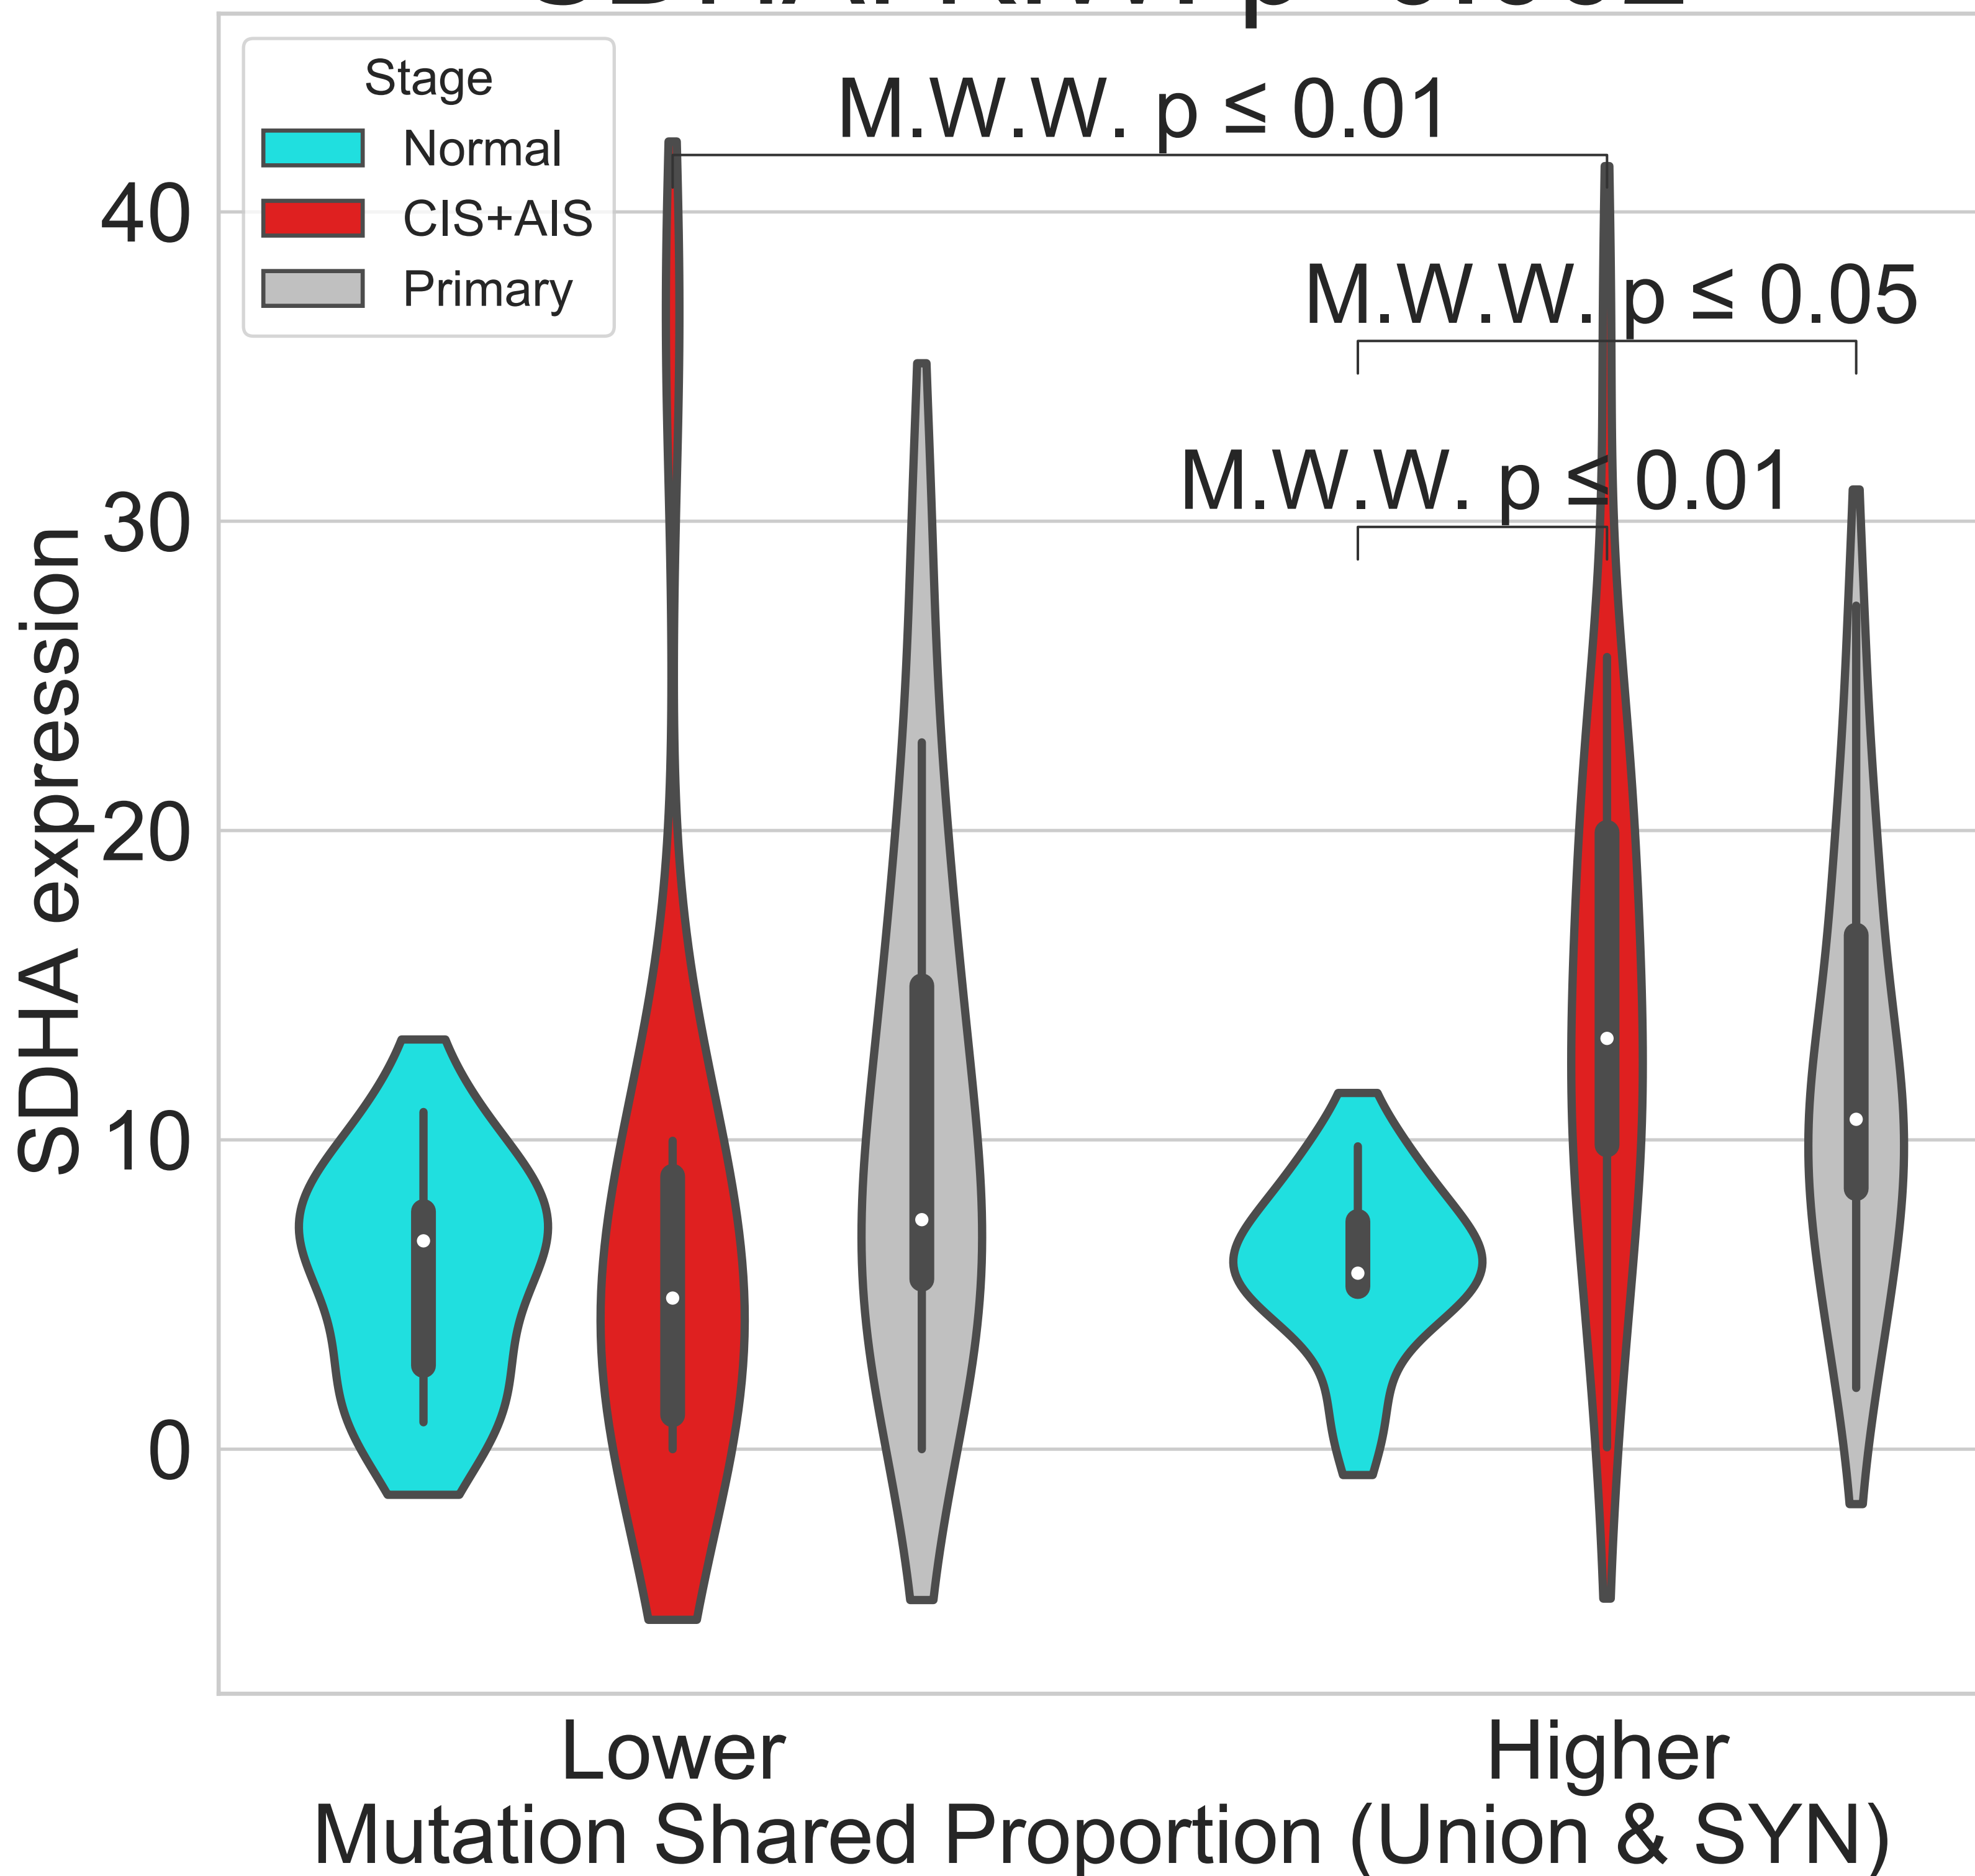 Stage
Normal
CIS+AIS
Primary
M.W.W. p ≤ 0.01
M.W.W. p ≤ 0.05
M.W.W. p ≤ 0.01
40
30
20
10
0
SDHA expression
Lower
Higher
Mutation Shared Proportion (Union & SYN)